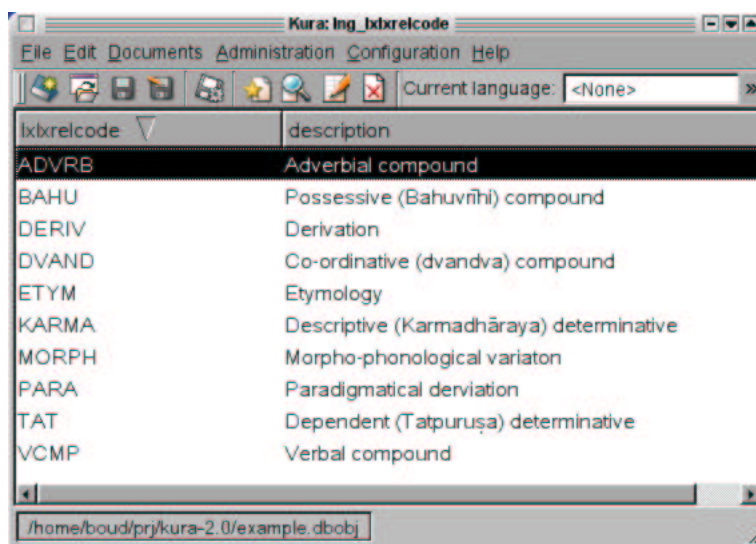 Kura: lng_lxlxrelcode
File Edit Documents Administration Configuration Help
Current language: <None> »
lxlxrelcode description
ADVRB Adverbial compound
BAHU Possessive (Bahuvrīhi) compound
DERIV Derivation
DVAND Co-ordinative (dvandva) compound
ETYM Etymology
KARMA Descriptive (Karmadhāraya) determinative
MORPH Morpho-phonological variaton
PARA Paradigmatical derviation
TAT Dependent (Tatpuruṣa) determinative
VCMP Verbal compound
/home/boud/prj/kura-2.0/example.dbobj